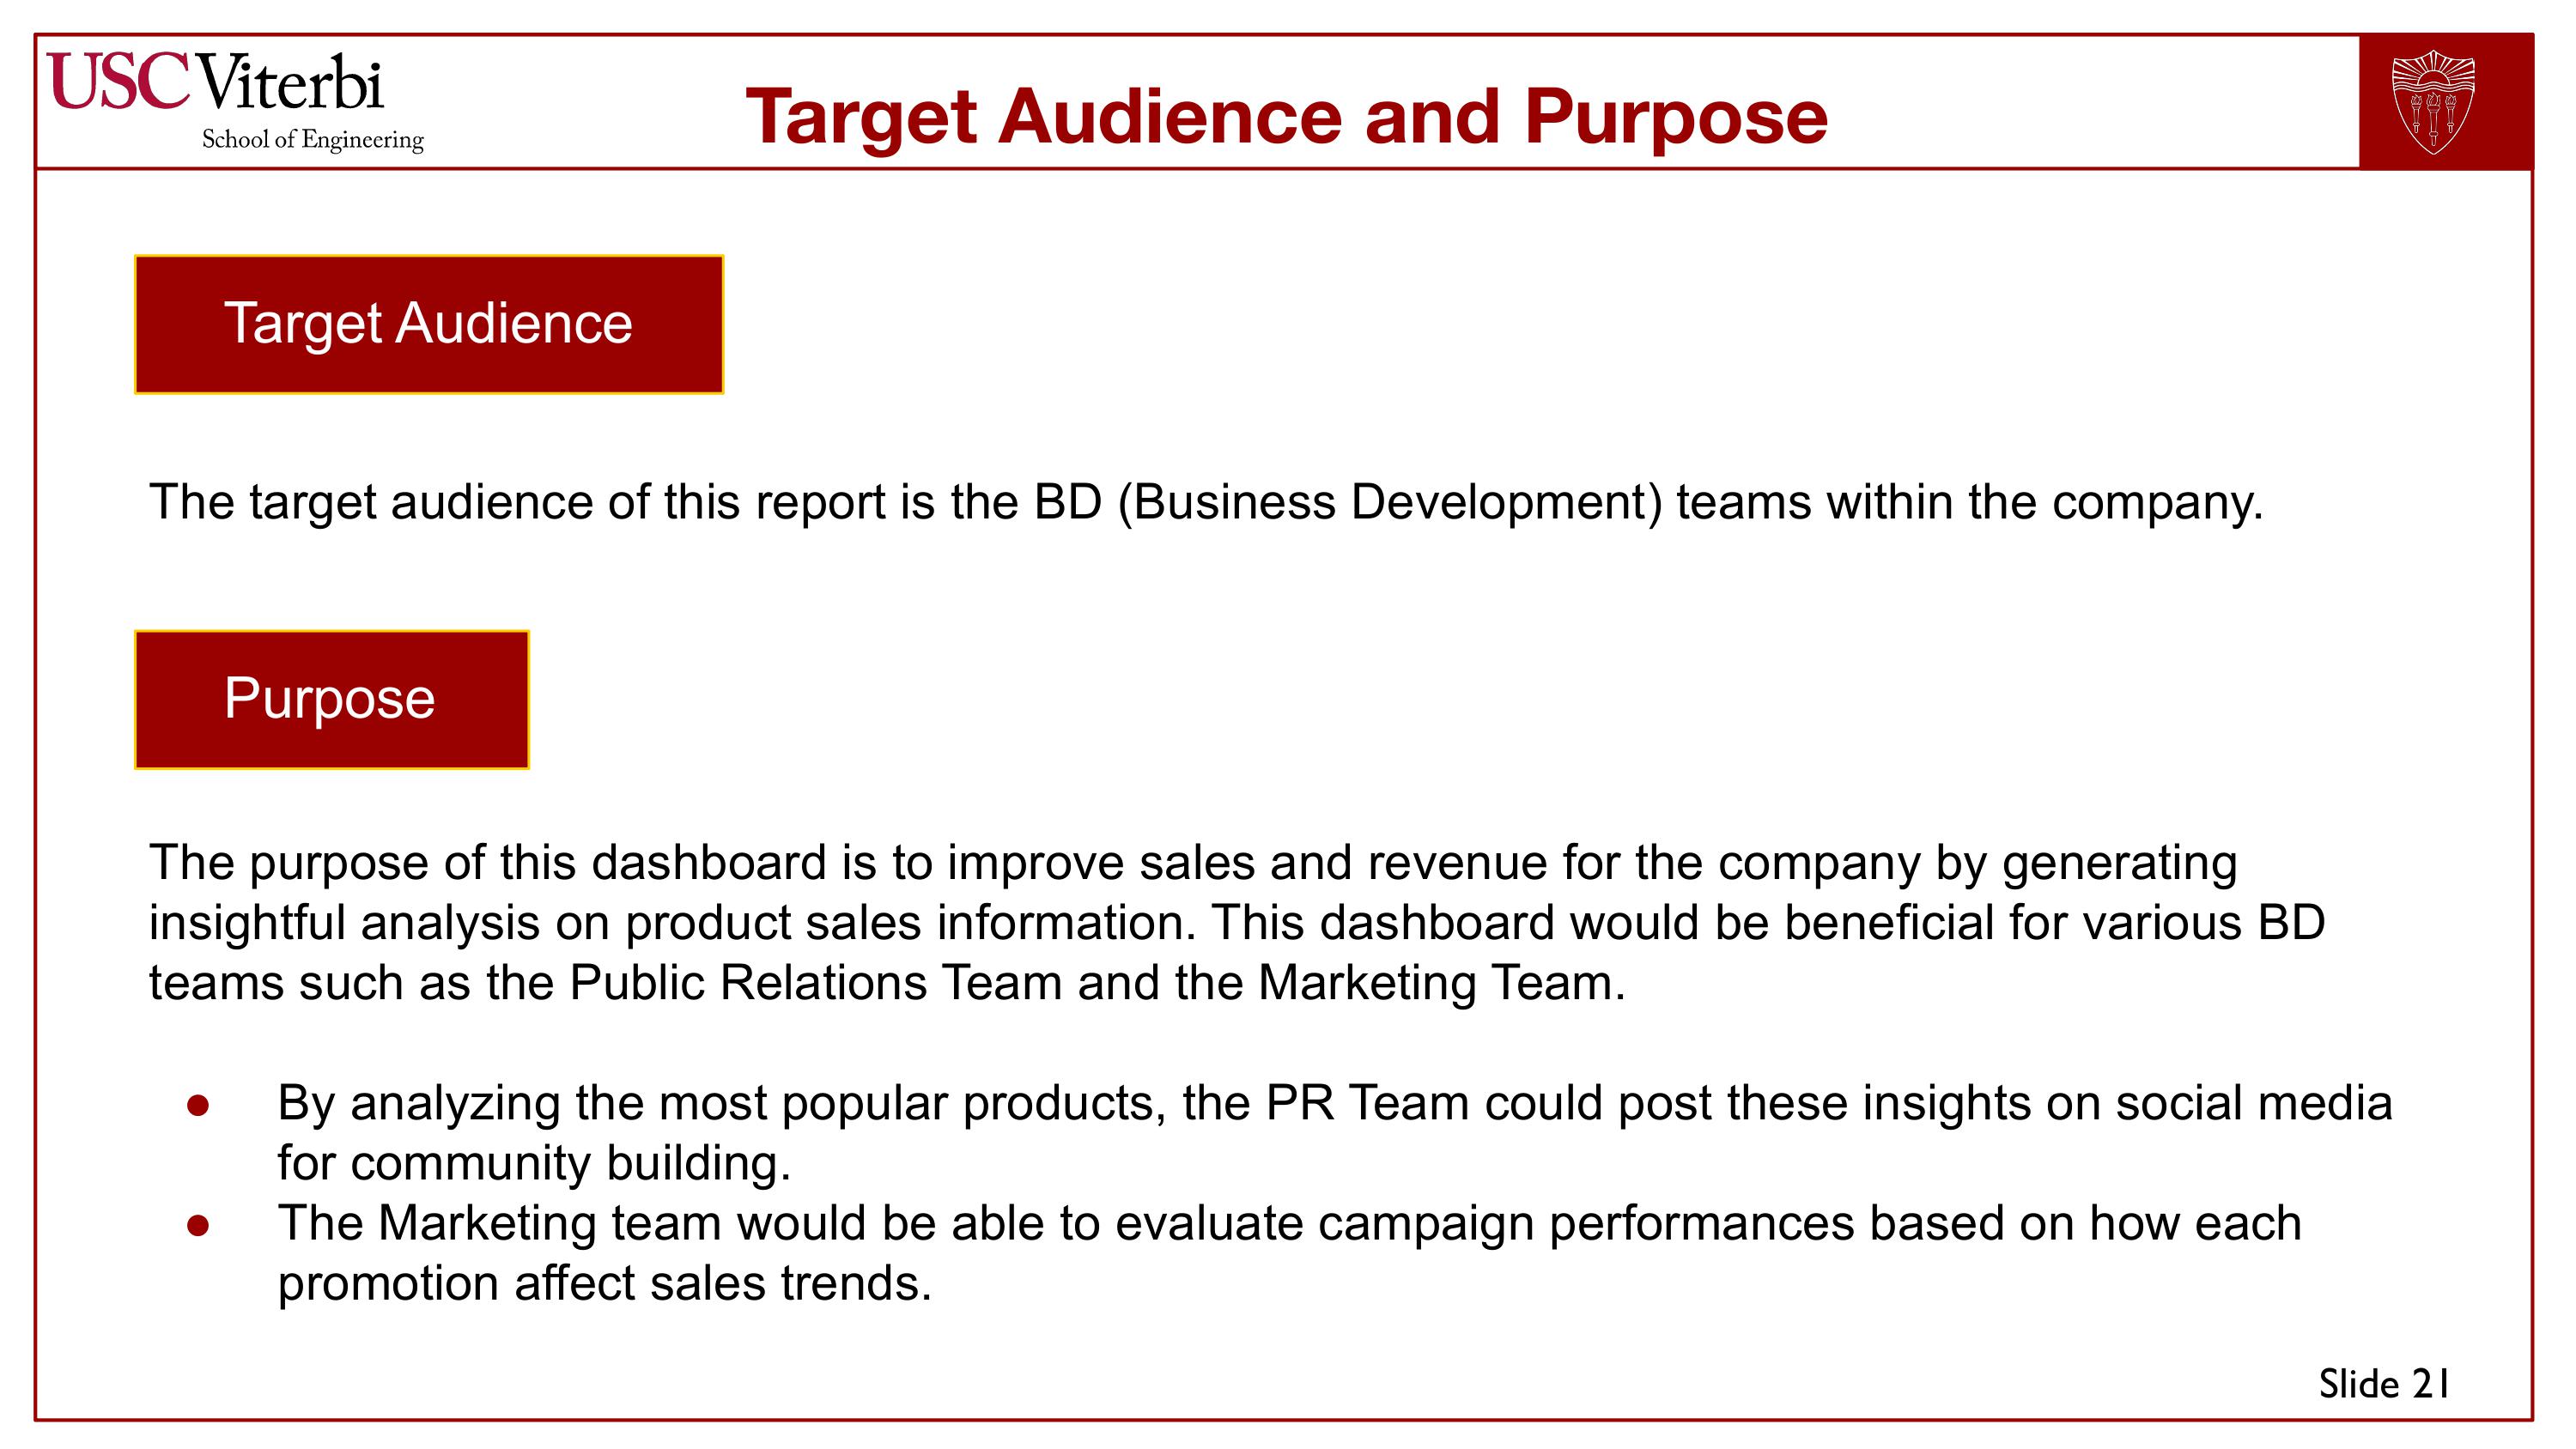 USC Viterbi
School of Engineering
Target Audience and Purpose
Target Audience
The target audience of this report is the BD (Business Development) teams within the company.
Purpose
The purpose of this dashboard is to improve sales and revenue for the company by generating
insightful analysis on product sales information. This dashboard would be beneficial for various BD
teams such as the Public Relations Team and the Marketing Team.
● By analyzing the most popular products, the PR Team could post these insights on social media
for community building.
● The Marketing team would be able to evaluate campaign performances based on how each
promotion affect sales trends.
Slide 21